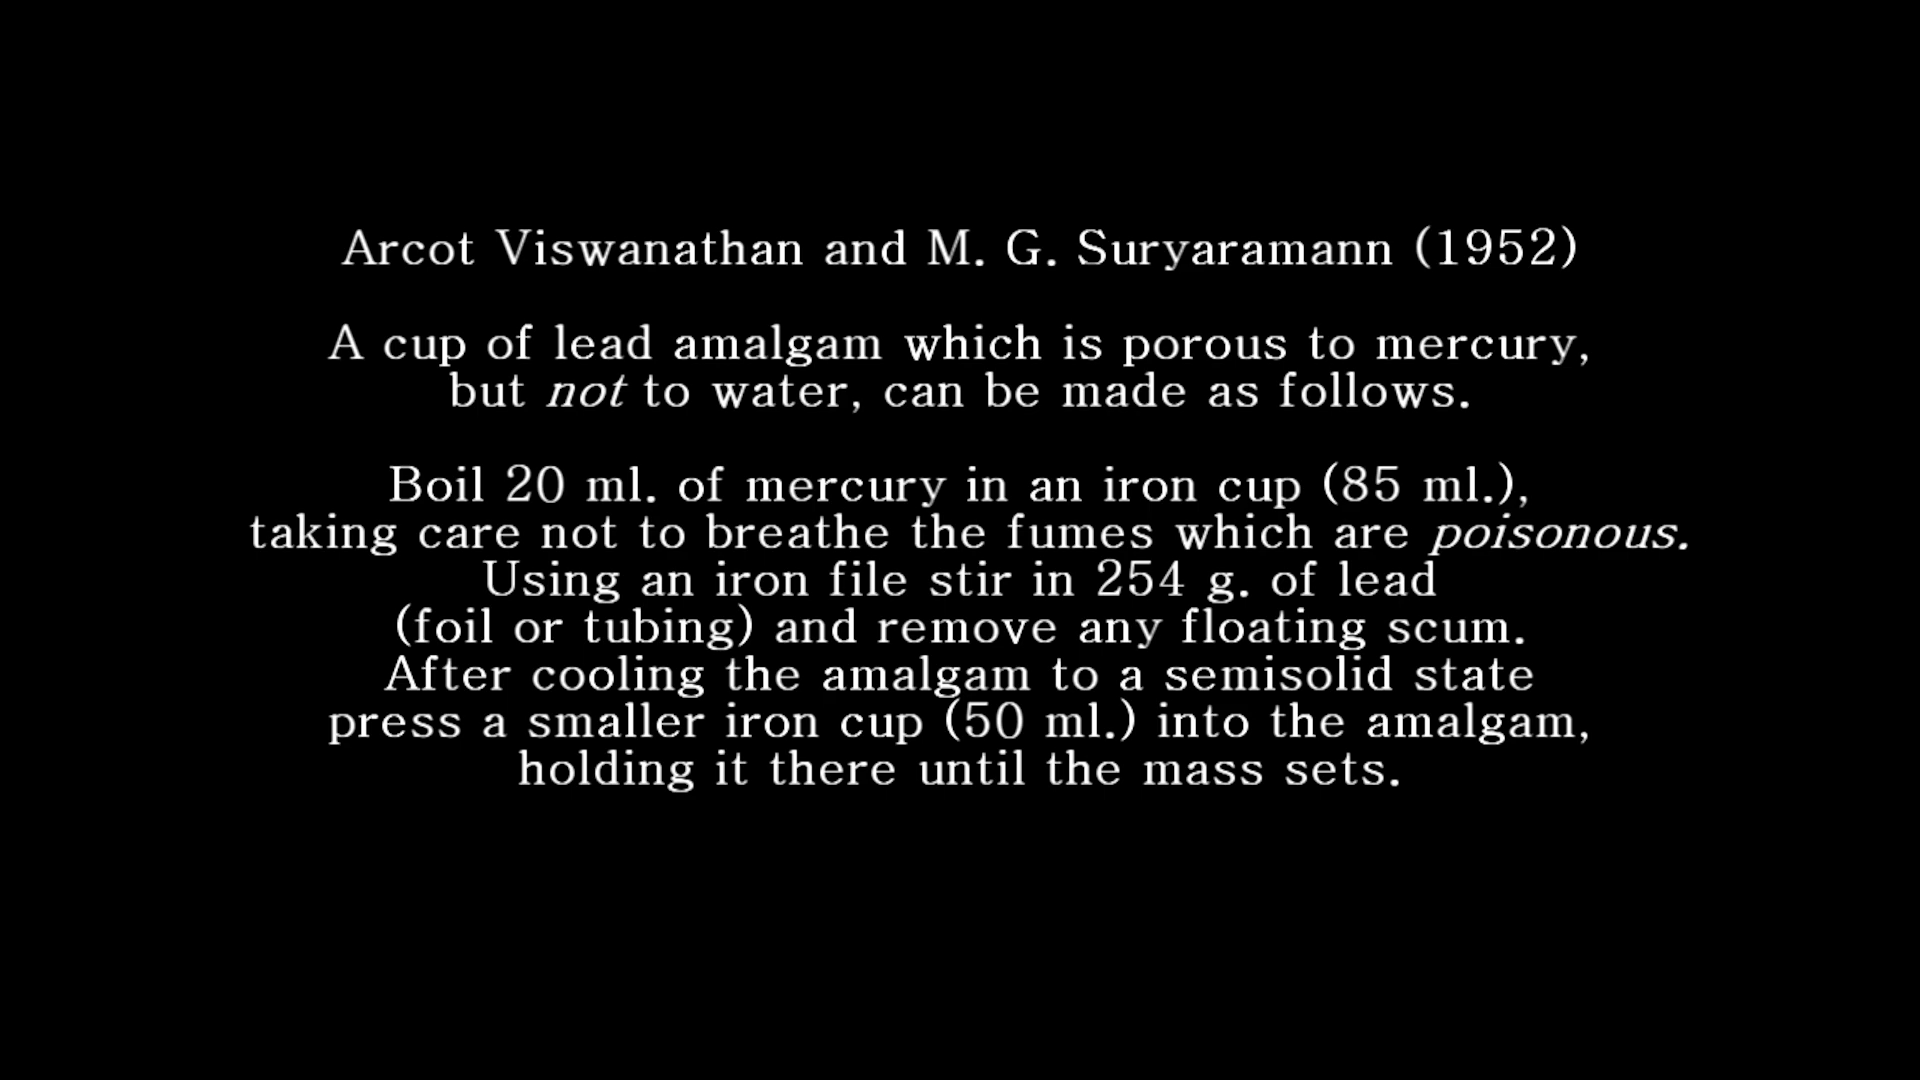 Arcot Viswanathan and M. G. Suryaramann (1952)
A cup of lead amalgam which is porous to mercury,
but not to water, can be made as follows.
Boil 20 ml. of mercury in an iron cup (85 ml.),
taking care not to breathe the fumes which are poisonous.
Using an iron file stir in 254 g. of lead
(foil or tubing) and remove any floating scum.
After cooling the amalgam to a semisolid state
press a smaller iron cup (50 ml.) into the amalgam,
holding it there until the mass sets.